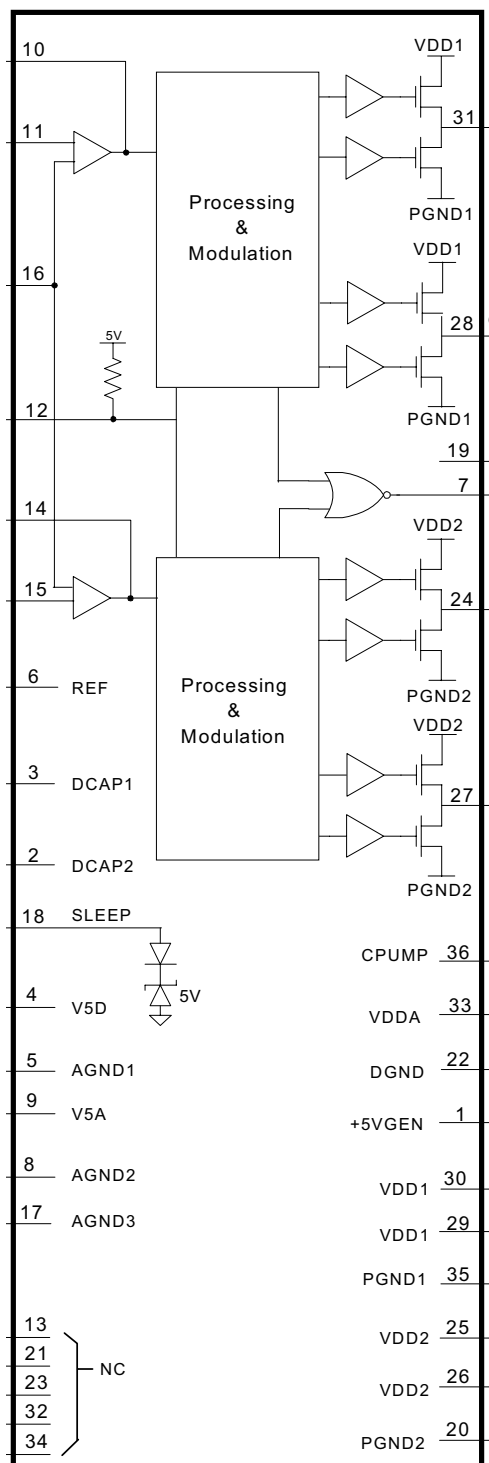 10
VDD1
31
11
Processing
&
Modulation
PGND1
VDD1
16
28
5V
12
PGND1
19
7
14
VDD2
24
15
6 REF
Processing
&
Modulation
PGND2
VDD2
3 DCAP1
27
2 DCAP2
PGND2
18 SLEEP
5V
CPUMP 36
4 V5D
VDDA 33
5 AGND1
DGND 22
9 V5A
+5VGEN 1
8 AGND2
VDD1 30
17 AGND3
VDD1 29
PGND1 35
13
VDD2 25
21
NC
23
VDD2 26
32
34
PGND2 20